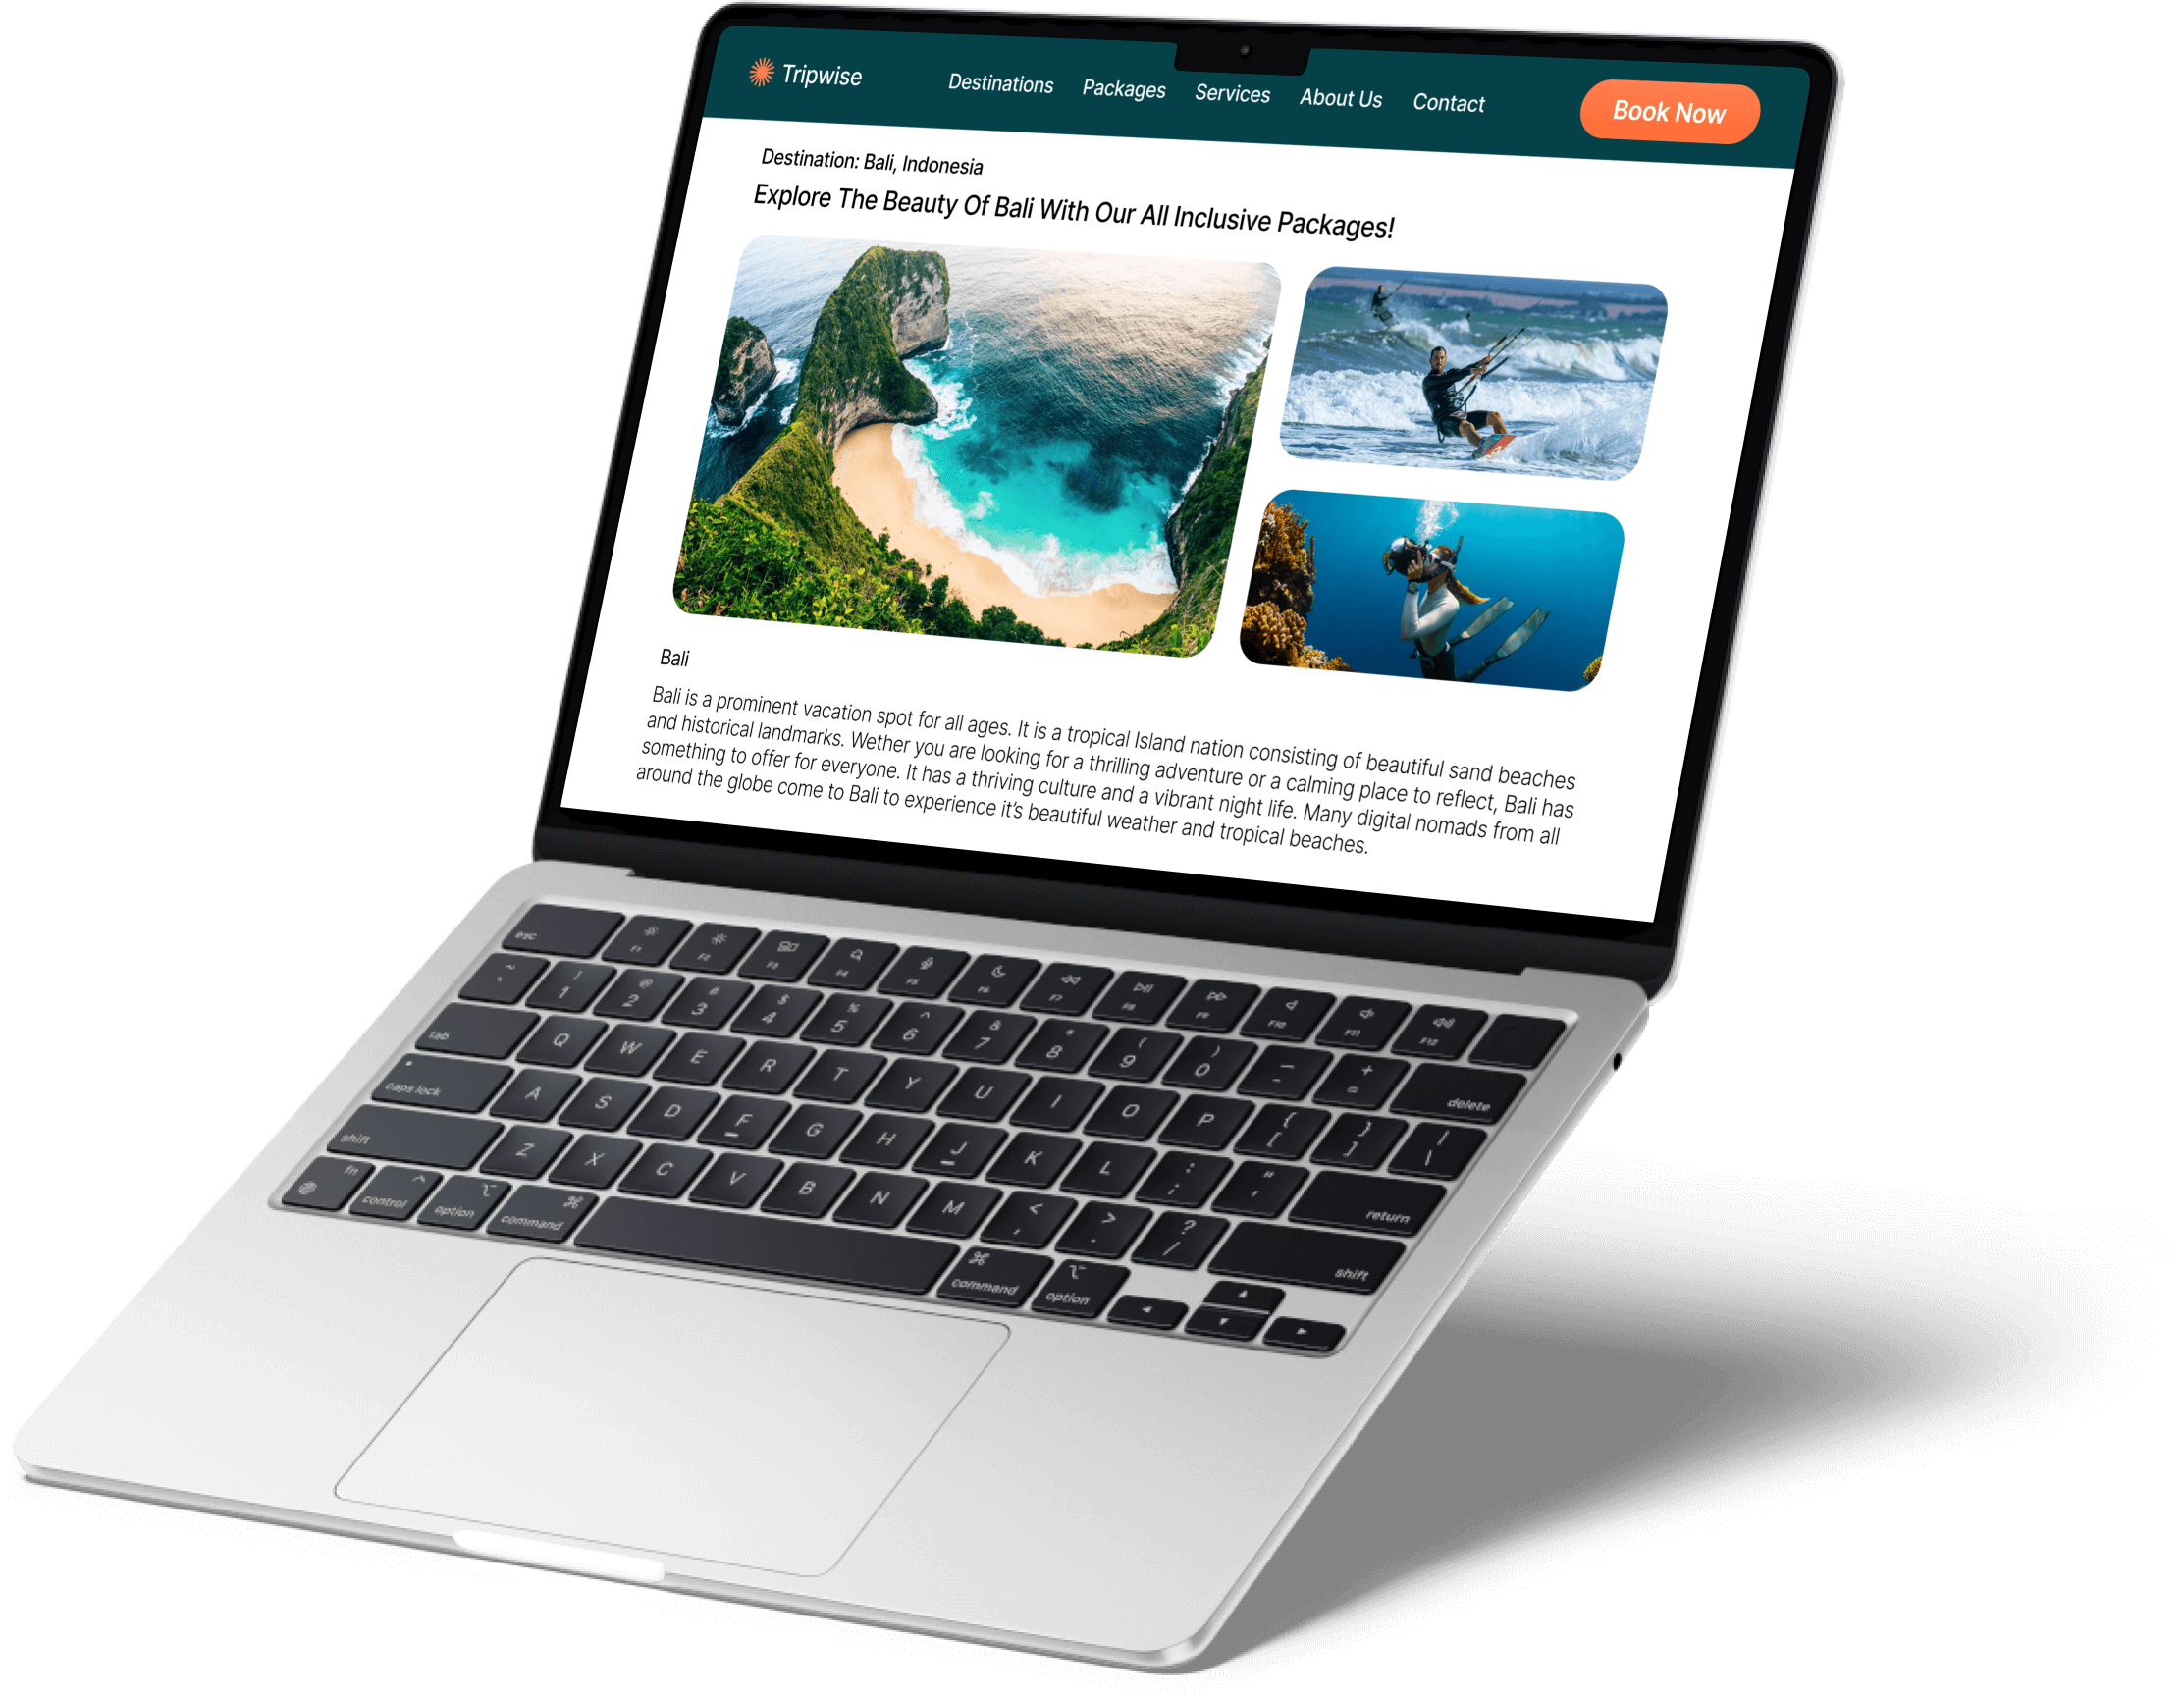 Tripwise
Destinations Packages Services About Us Contact
Book Now
Destination: Bali, Indonesia
Explore The Beauty Of Bali With Our All Inclusive Packages!
Bali
Bali is a prominent vacation spot for all ages. It is a tropical Island nation consisting of beautiful sand beaches
and historical landmarks. Wether you are looking for a thrilling adventure or a calming place to reflect, Bali has
something to offer for everyone. It has a thriving culture and a vibrant night life. Many digital nomads from all
around the globe come to Bali to experience it's beautiful weather and tropical beaches.
esc F1 F2 F3 F4 F5 F6 F7 F8 F9 F10 F11 F12
~ ! @ # $ % ^ & * ( ) — +
` 1 2 3 4 5 6 7 8 9 0 - = delete
tab Q W E R T Y U I O P { [ } ] | \
caps lock A S D F G H J K L : ; " ' return
shift Z X C V B N M < , > . ? / shift
fn control option command command option